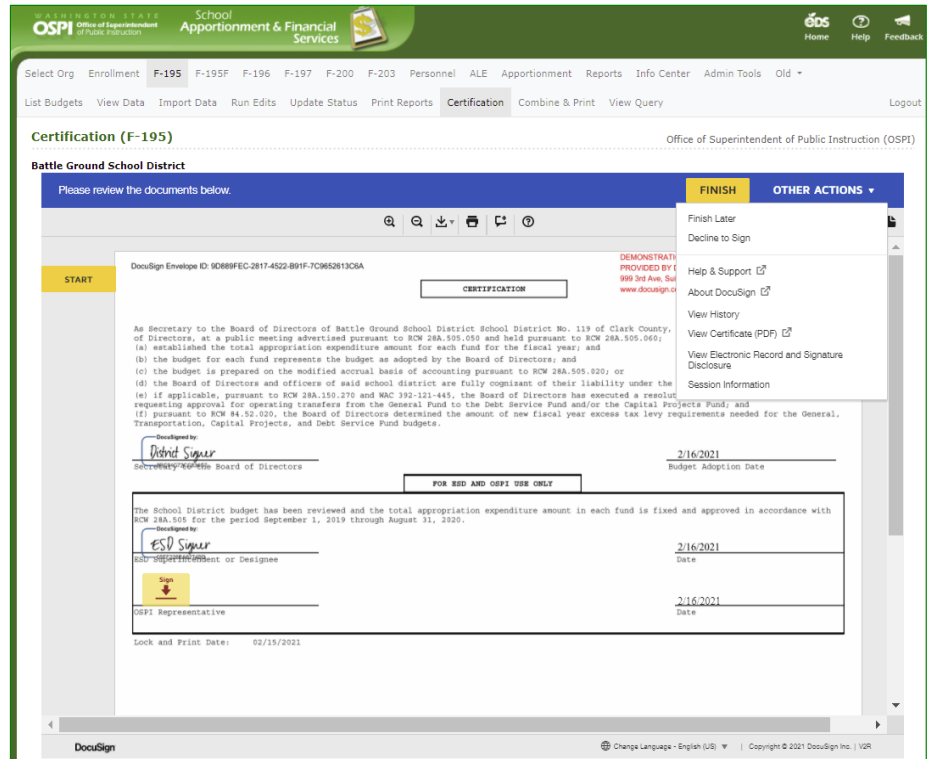 WASHINGTON STATE
OSPI Office of Superintendent of Public Instruction
School
Apportionment & Financial
Services
eds
Home Help Feedback
Select Org Enrollment F-195 F-195F F-196 F-197 F-200 F-203 Personnel ALE Apportionment Reports Info Center Admin Tools Old
List Budgets View Data Import Data Run Edits Update Status Print Reports Certification Combine & Print View Query Logout
Certification (F-195)
Office of Superintendent of Public Instruction (OSPI)
Battle Ground School District
Please review the documents below.
FINISH
OTHER ACTIONS
Finish Later
Decline to Sign
Help & Support
About DocuSign
View History
View Certificate (PDF)
View Electronic Record and Signature
Disclosure
Session Information
START
DocuSign Envelope ID: 9D889FEC-2817-4522-B91F-7C9652613C6A
DEMONSTRATI
PROVIDED BY D
999 3rd Ave, Sui
www.docusign.c
CERTIFICATION
As Secretary to the Board of Directors of Battle Ground School District School District No. 119 of Clark County,
of Directors, at a public meeting advertised pursuant to RCW 28A.505.050 and held pursuant to RCW 28A.505.060;
(a) established the total appropriation expenditure amount for each fund for the fiscal year; and
(b) the budget for each fund represents the budget as adopted by the Board of Directors; and
(c) the budget is prepared on the modified accrual basis of accounting pursuant to RCW 28A.505.020; or
(d) the Board of Directors and officers of said school district are fully cognizant of their liability under the
(e) if applicable, pursuant to RCW 28A.150.270 and WAC 392-121-445, the Board of Directors has executed a resolut
requesting approval for operating transfers from the General Fund to the Debt Service Fund and/or the Capital Projects Fund; and
(f) pursuant to RCW 84.52.020, the Board of Directors determined the amount of new fiscal year excess tax levy requirements needed for the General,
Transportation, Capital Projects, and Debt Service Fund budgets.
DocuSigned by:
District Signer
2/16/2021
Secretary to the Board of Directors
Budget Adoption Date
FOR ESD AND OSPI USE ONLY
The School District budget has been reviewed and the total appropriation expenditure amount in each fund is fixed and approved in accordance with
RCW 28A.505 for the period September 1, 2019 through August 31, 2020.
DocuSigned by:
ESD Signer
2/16/2021
ESD Superintendent or Designee
Date
Sign
2/16/2021
OSPI Representative
Date
Lock and Print Date: 02/15/2021
DocuSign
Change Language - English (US) | Copyright © 2021 DocuSign Inc. | V2R